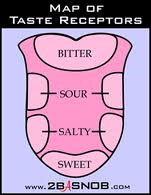 MAP OF
TASTE RECEPTORS
BITTER
SOUR
SALTY
SWEET
WWW.2BASNOB.COM